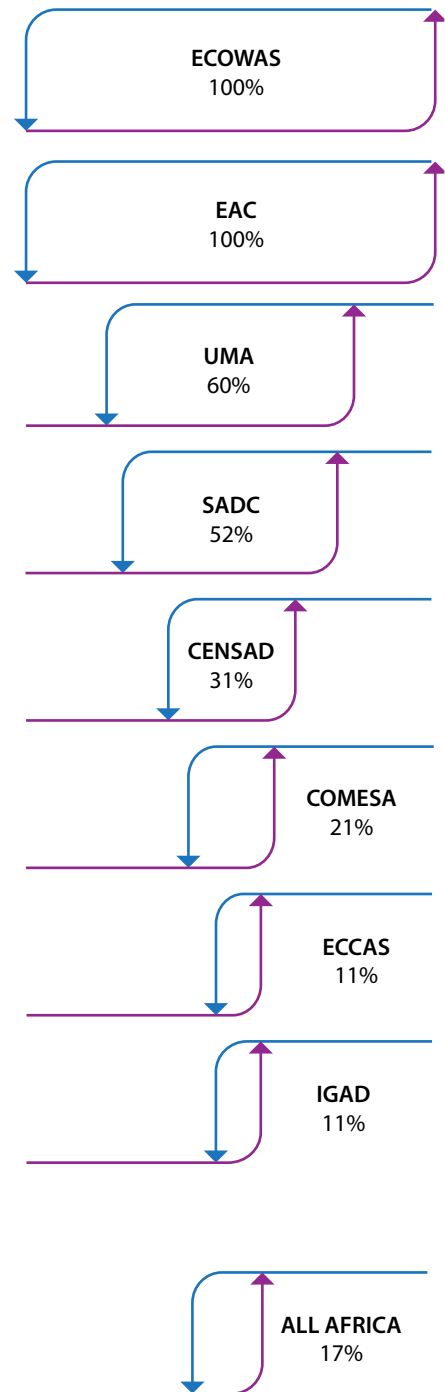 ECOWAS
100%
EAC
100%
UMA
60%
SADC
52%
CENSAD
31%
COMESA
21%
ECCAS
11%
IGAD
11%
ALL AFRICA
17%